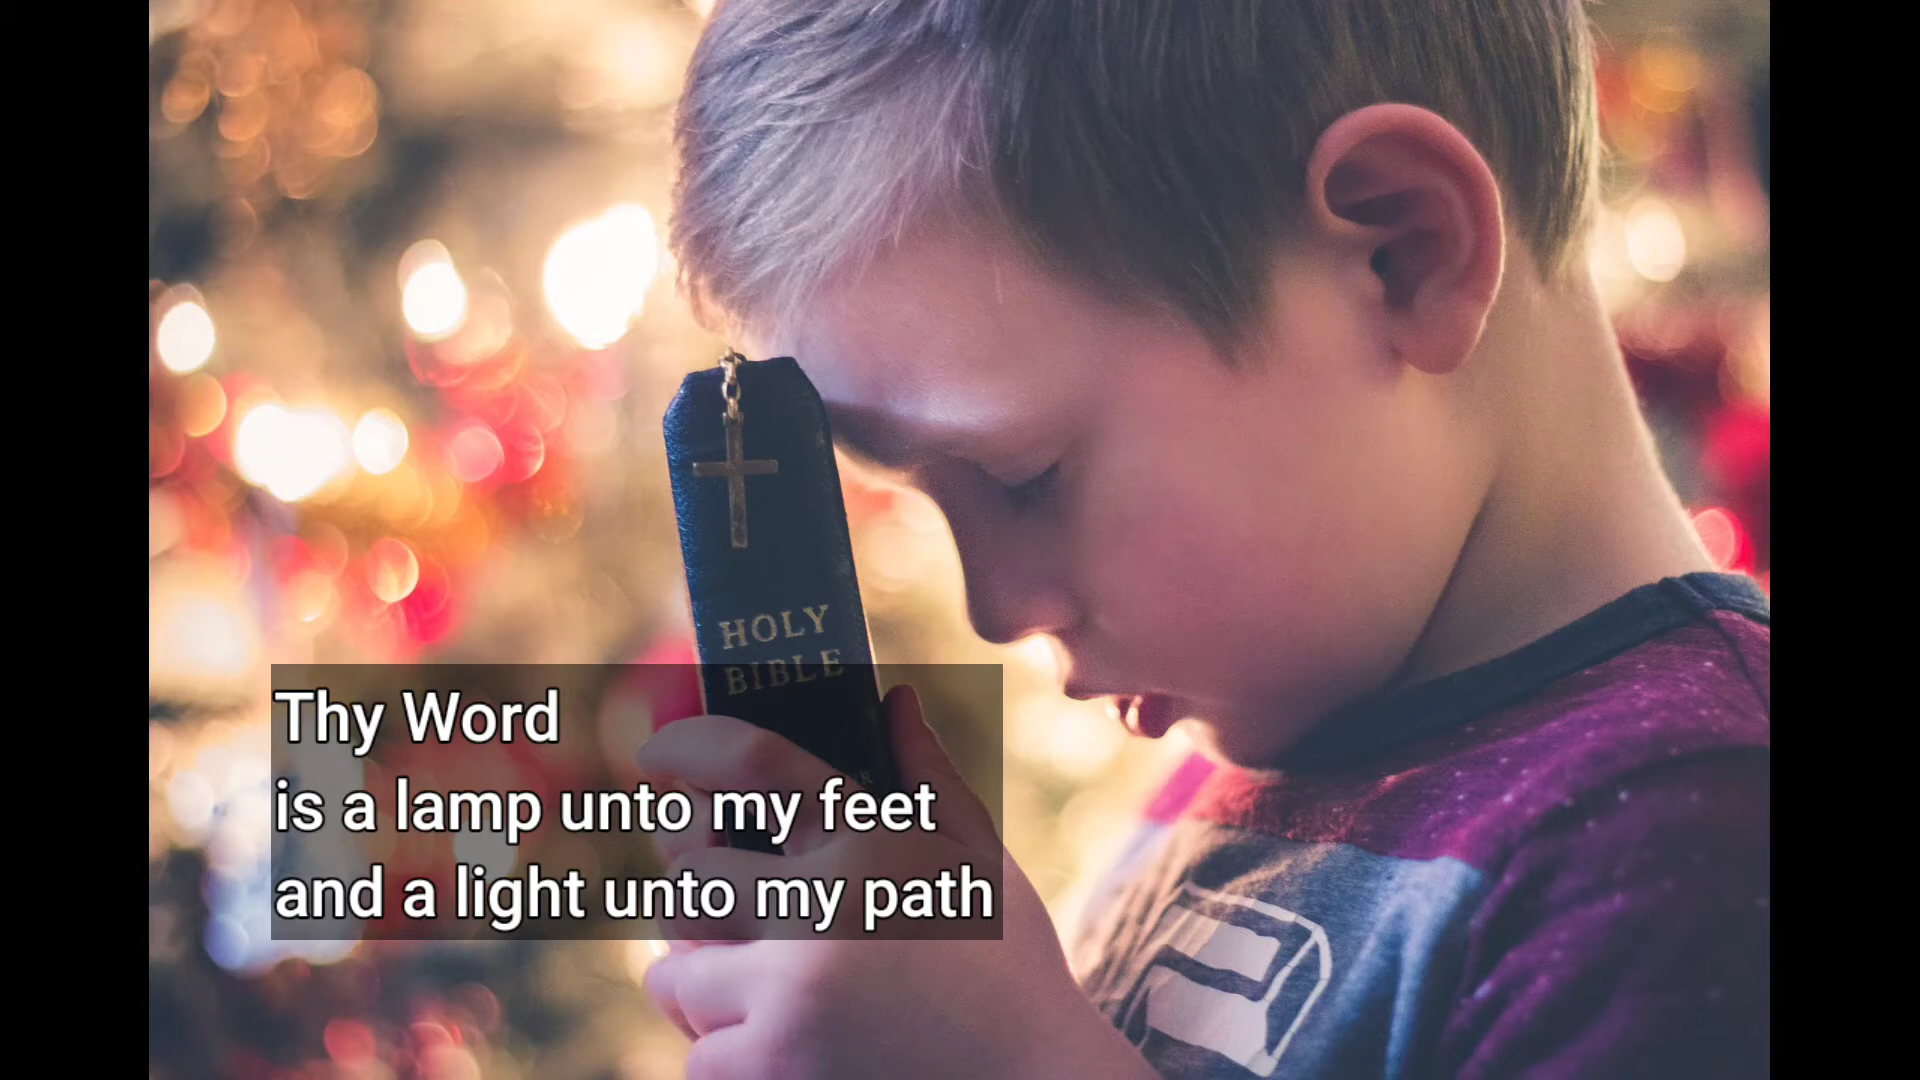 HOLY
BIBLE
Thy Word
is a lamp unto my feet
and a light unto my path